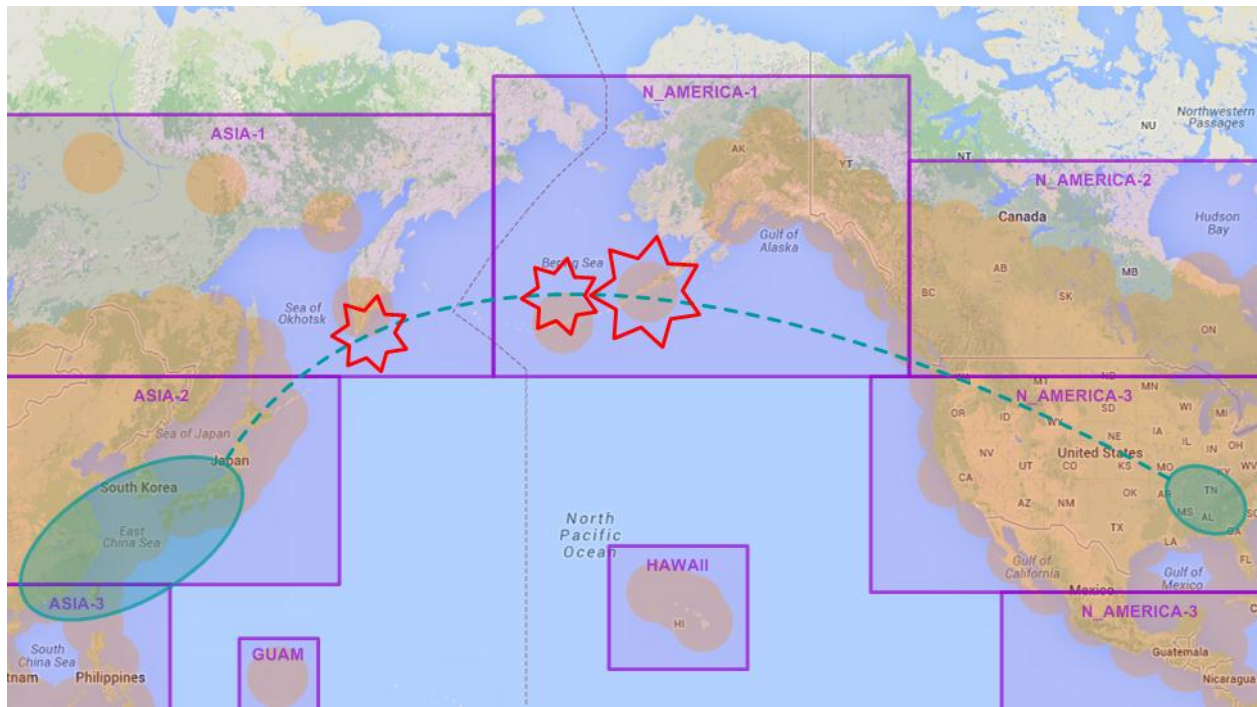 N_AMERICA-1
ASIA-1
NU
Northwestern
Passages
AK
YT
NT
N_AMERICA-2
Canada
Hudson
Bay
Gulf of
Alaska
Bering Sea
AB
MB
BC
SK
ON
Sea of
Okhotsk
ASIA-2
WA
MT
ND
MN
N_AMERICA-3
OR
ID
SD
WI
MI
WY
Sea of Japan
Japan
NE
IA
IL
IN
OH
NV
UT
CO
United States
KS
MO
KY
WV
CA
South Korea
AZ
NM
OK
AR
TN
MS
AL
SC
East
China Sea
TX
GA
LA
North
Pacific
Ocean
FL
HAWAII
Gulf of
California
Gulf of
Mexico
Mexico
ASIA-3
N_AMERICA-3
HI
South
China Sea
GUAM
Guatemala
tnam
Philippines
Nicaragua